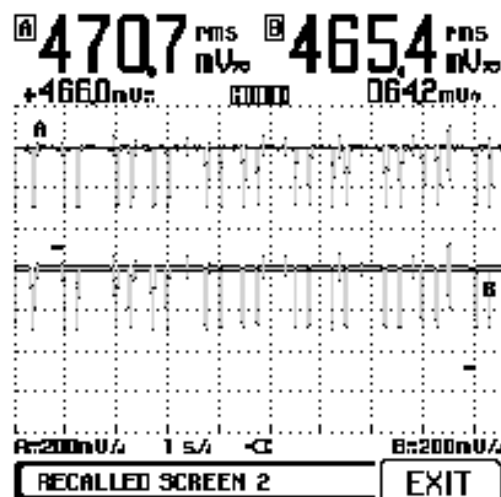 A 470.7 rms mV B 465.4 rms mV
+466.0mV 064.2mV
A
B
A 200mV/ 1 s/ B 200mV/
RECALLED SCREEN 2 EXIT